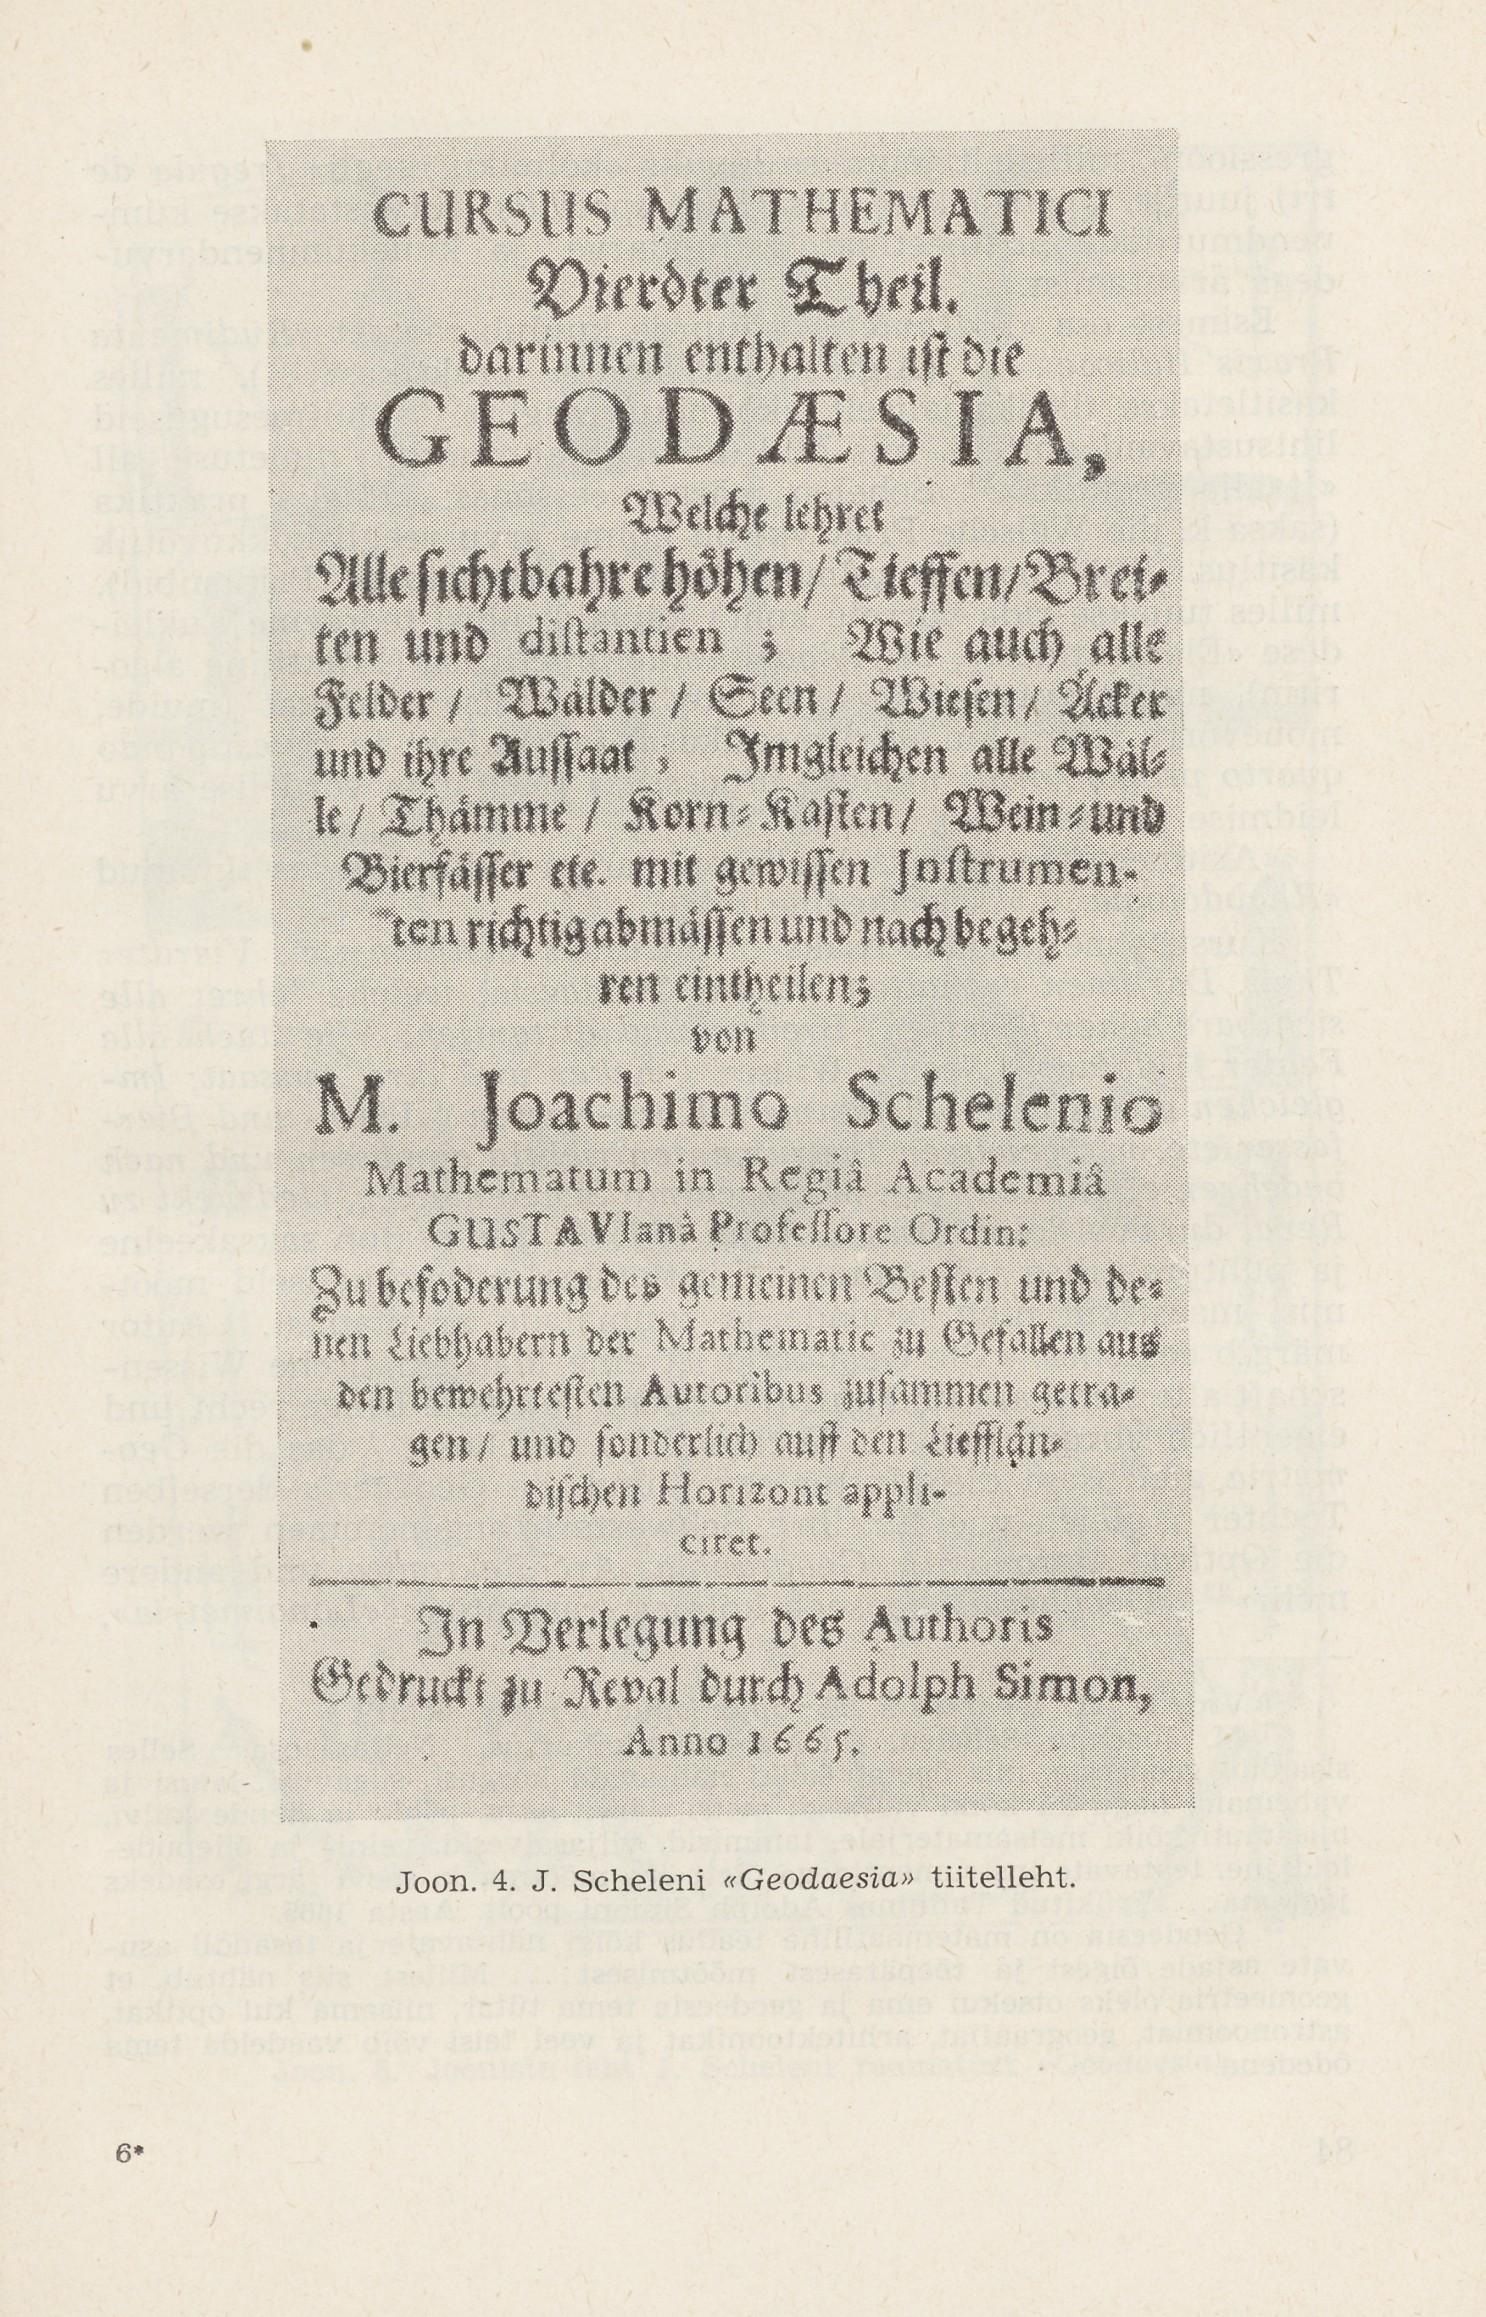 CURSUS MATHEMATICI
Vierdter Theil.
darinnen enthalten ist die
GEODÆSIA,
Welche lehret
Alle sichtbahre höhen/ Tieffen/ Brei-
ten und distantien ; Wie auch alle
Felder / Wälder / Seen / Wiesen / Äcker
und ihre Aussaat ; Imgleichen alle Wäl-
le / Thämme / Korn-Kasten / Wein-und
Bierfässer etc. mit gewissen Instrumen-
ten richtig abmässen und nach begeh-
ren eintheilen;
von
M. Joachimo Schelenio
Mathematum in Regiâ Academiâ
GUSTAVIanâ Professore Ordin:
Zu befoderung des gemeinen Besten und de-
nen Liebhabern der Mathematic zu Gefallen aus
den bewehrtesten Autoribus zusammen getra-
gen / und sonderlich auff den Liefflän-
dischen Horizont appli-
ciret.
In Verlegung des Authoris
Gedruckt zu Reval durch Adolph Simon,
Anno 1665.
Joon. 4. J. Scheleni «Geodaesia» tiitelleht.
6*